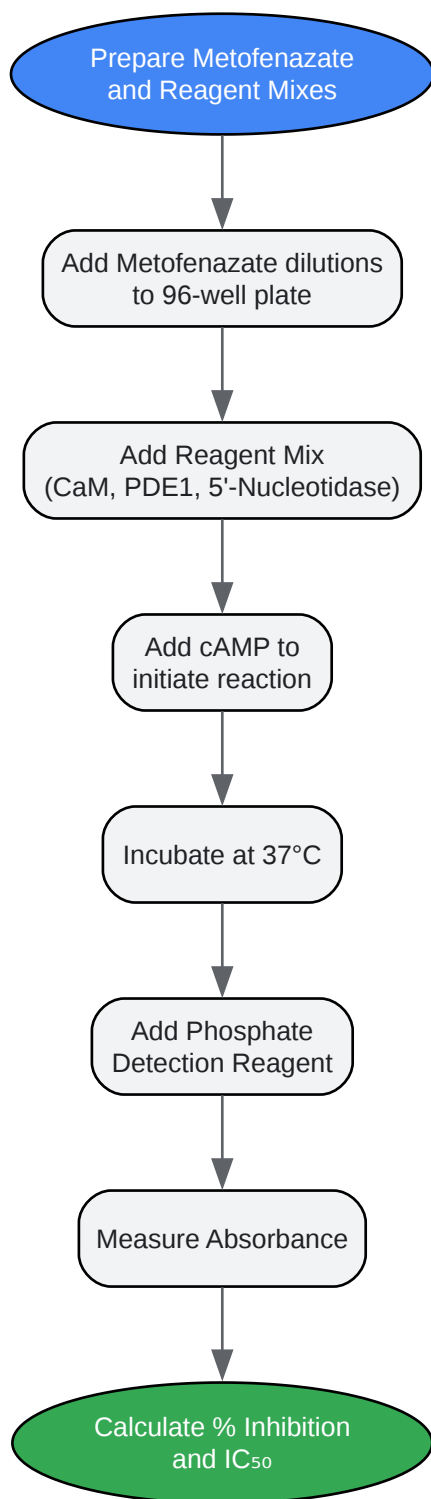 Prepare Metofenazate
and Reagent Mixes
Add Metofenazate dilutions
to 96-well plate
Add Reagent Mix
(CaM, PDE1, 5'-Nucleotidase)
Add cAMP to
initiate reaction
Incubate at 37°C
Add Phosphate
Detection Reagent
Measure Absorbance
Calculate % Inhibition
and IC₅₀